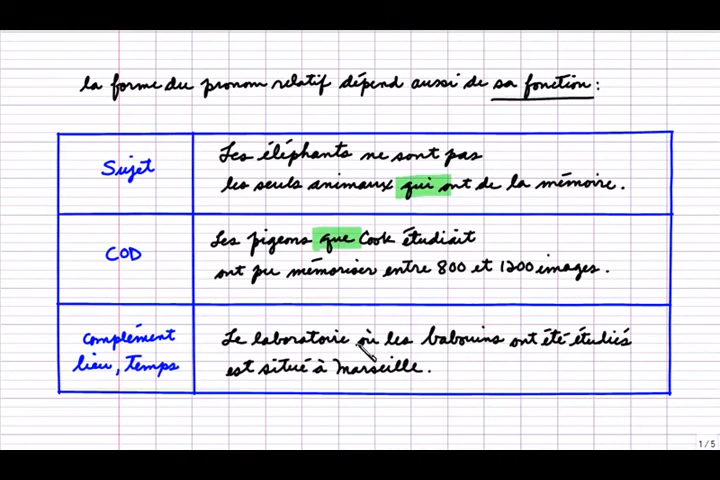 la forme du pronom relatif dépend aussi de sa fonction :
Sujet
Les éléphants ne sont pas
les seuls animaux qui ont de la mémoire.
COD
Les pigeons que Cook étudiait
ont pu mémoriser entre 800 et 1200 images.
complément
lieu, temps
Le laboratoire où les babouins ont été étudiés
est situé à Marseille.
1/5